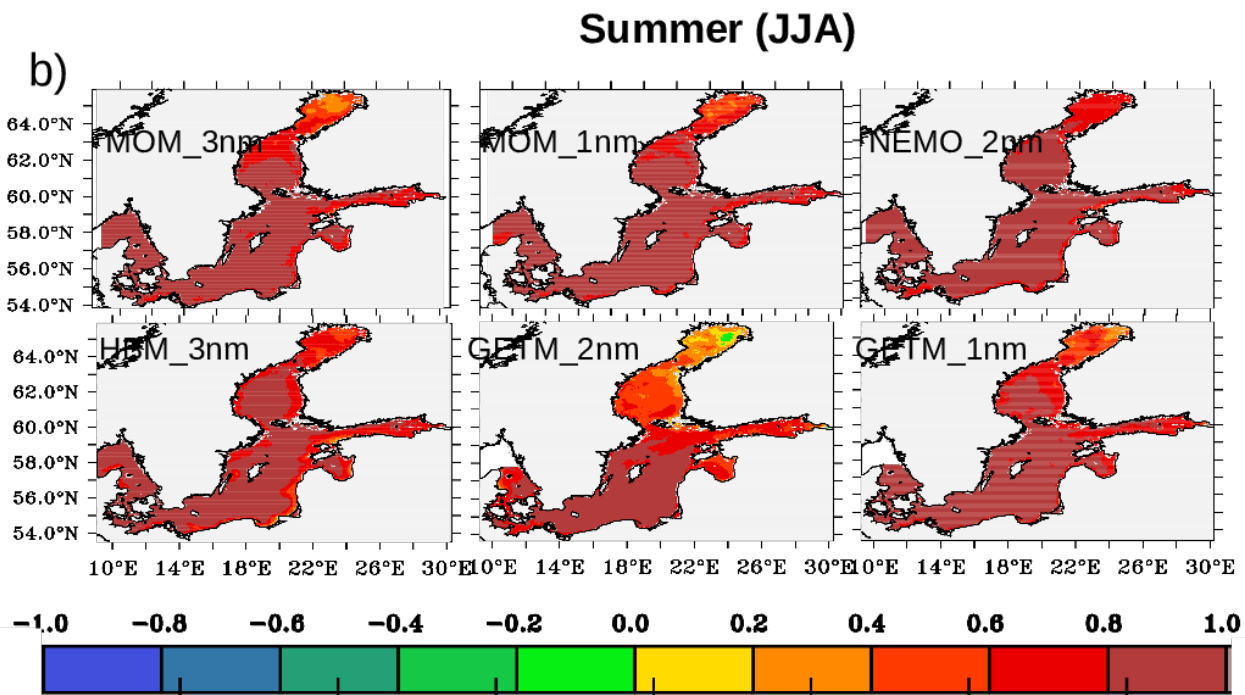 Summer (JJA)
b)
MOM_3nm MOM_1nm NEMO_2nm
64.0°N
62.0°N
60.0°N
58.0°N
56.0°N
54.0°N
HBM_3nm GETM_2nm GETM_1nm
64.0°N
62.0°N
60.0°N
58.0°N
56.0°N
54.0°N
10°E 14°E 18°E 22°E 26°E 30°E 10°E 14°E 18°E 22°E 26°E 10°E 14°E 18°E 22°E 26°E 30°E
-1.0 -0.8 -0.6 -0.4 -0.2 0.0 0.2 0.4 0.6 0.8 1.0